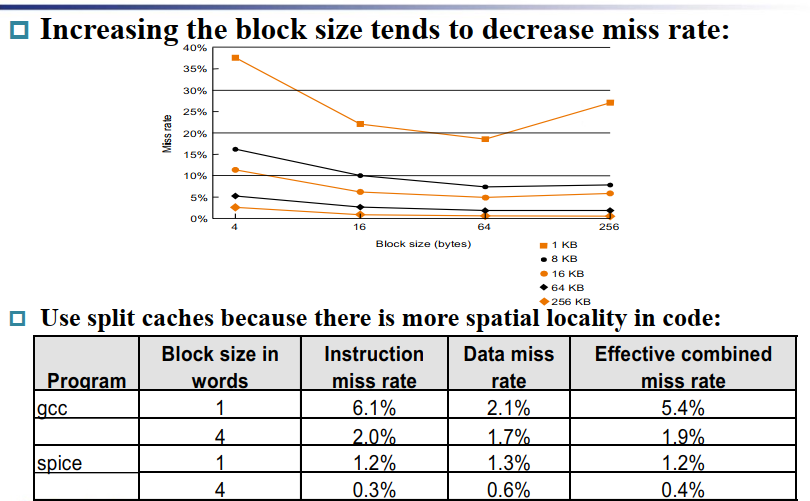 Increasing the block size tends to decrease miss rate:
40%
35%
30%
25%
20%
15%
10%
5%
0%
Miss rate
4 16 64 256
Block size (bytes)
1 KB
8 KB
16 KB
64 KB
256 KB
Use split caches because there is more spatial locality in code:
Program Block size in words Instruction miss rate Data miss rate Effective combined miss rate
gcc 1 6.1% 2.1% 5.4%
4 2.0% 1.7% 1.9%
spice 1 1.2% 1.3% 1.2%
4 0.3% 0.6% 0.4%